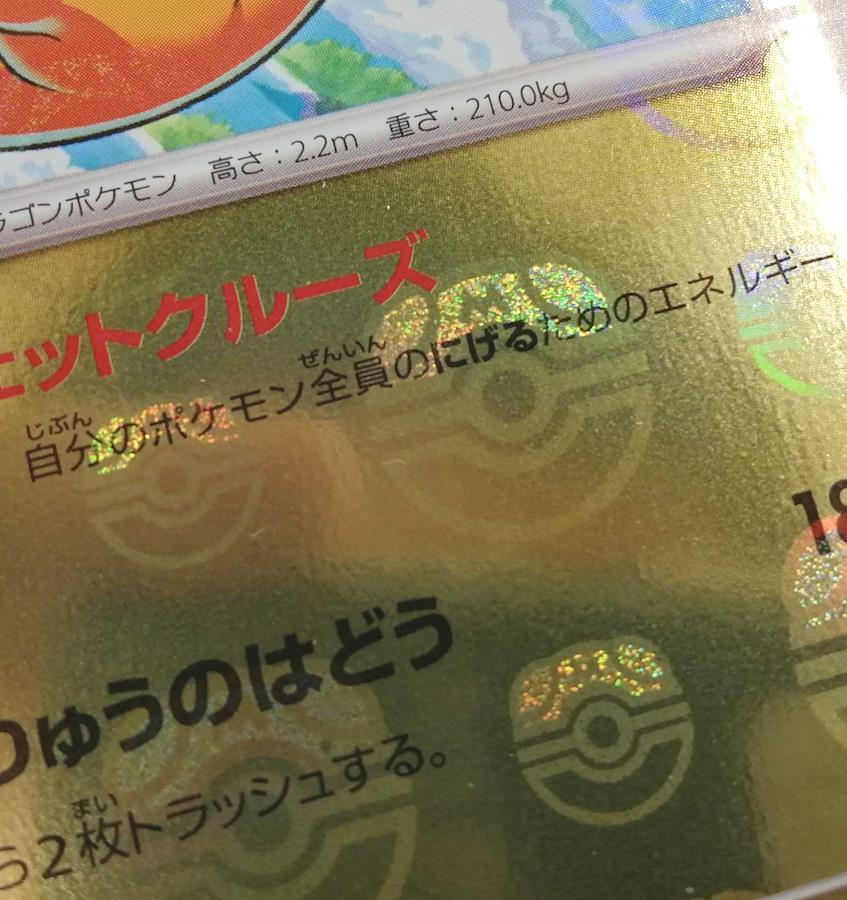 ラゴンポケモン 高さ：2.2m 重さ：210.0kg
ェットクルーズ
じぶん ぜんいん
自分のポケモン全員のにげるためのエネルギー
18
りゅうのはどう
まい
ら2枚トラッシュする。